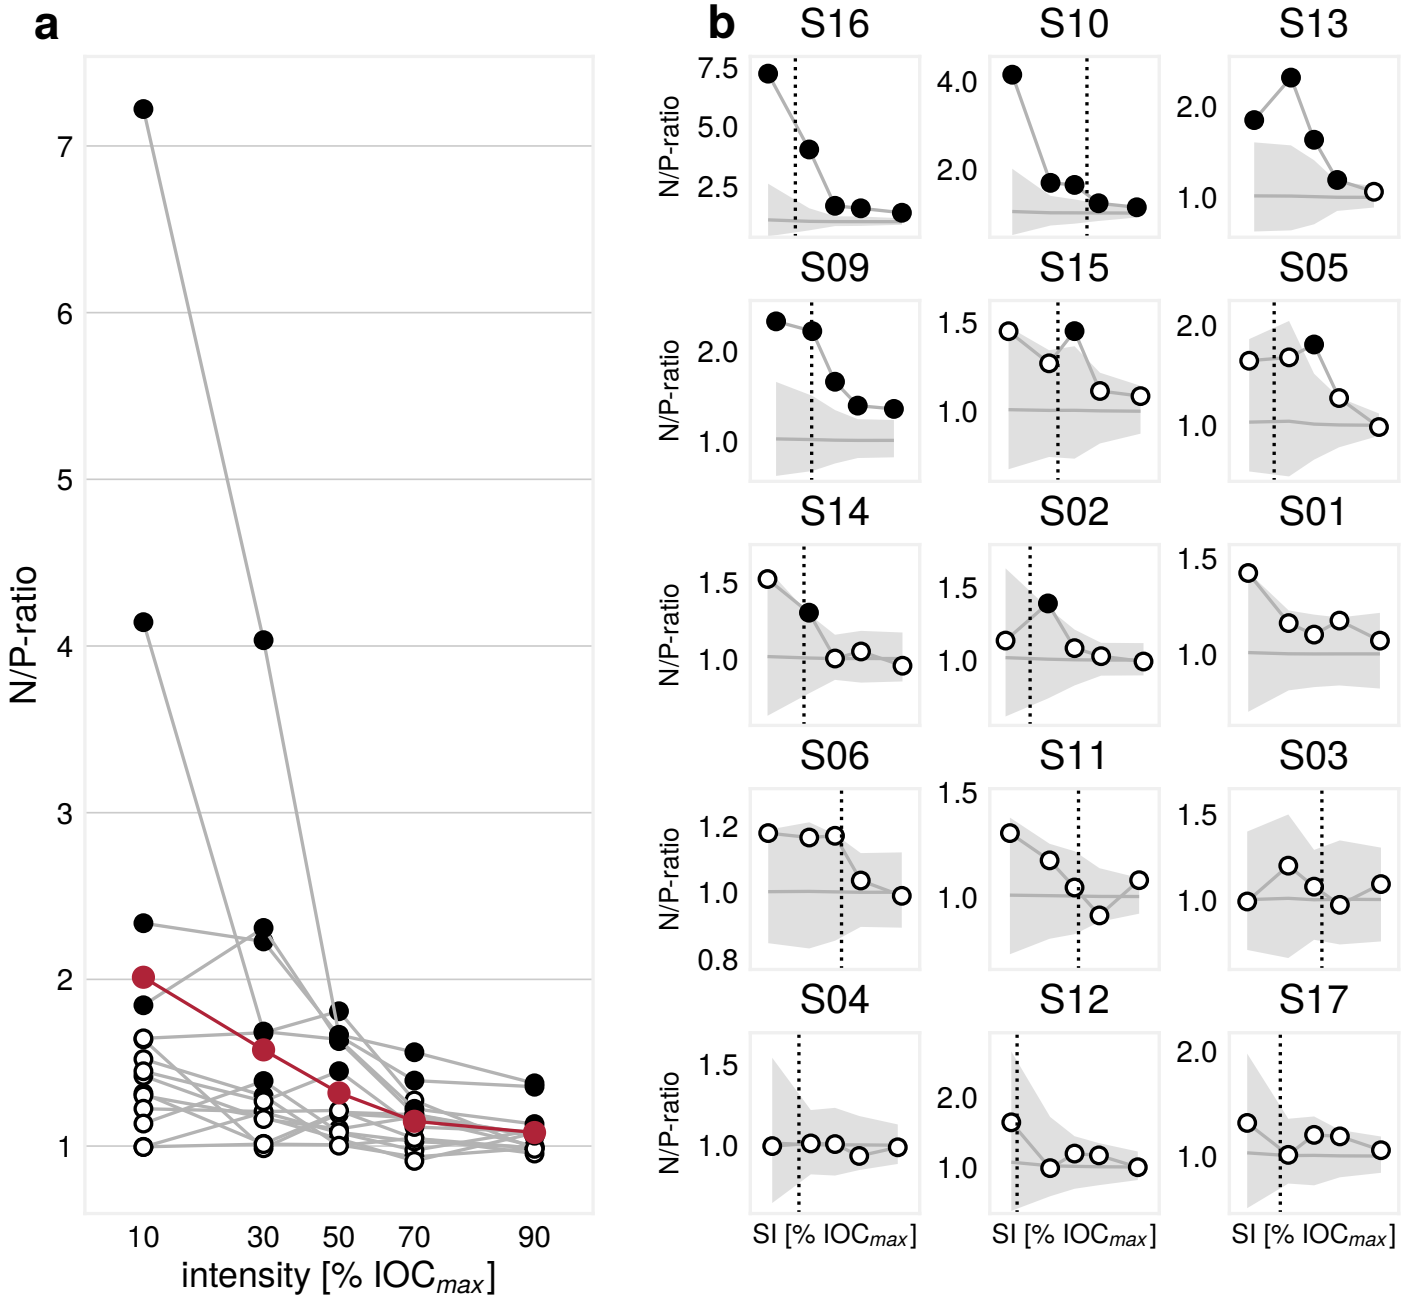 a
N/P-ratio
7
6
5
4
3
2
1
10 30 50 70 90
intensity [% IOCmax]
b
S16 S10 S13
N/P-ratio
7.5
5.0
2.5
4.0
2.0
2.0
1.0
S09 S15 S05
N/P-ratio
2.0
1.0
1.5
1.0
2.0
1.0
S14 S02 S01
N/P-ratio
1.5
1.0
1.5
1.0
1.5
1.0
S06 S11 S03
N/P-ratio
1.2
1.0
0.8
1.5
1.0
1.5
1.0
S04 S12 S17
N/P-ratio
1.5
1.0
2.0
1.0
2.0
1.0
SI [% IOCmax] SI [% IOCmax] SI [% IOCmax]